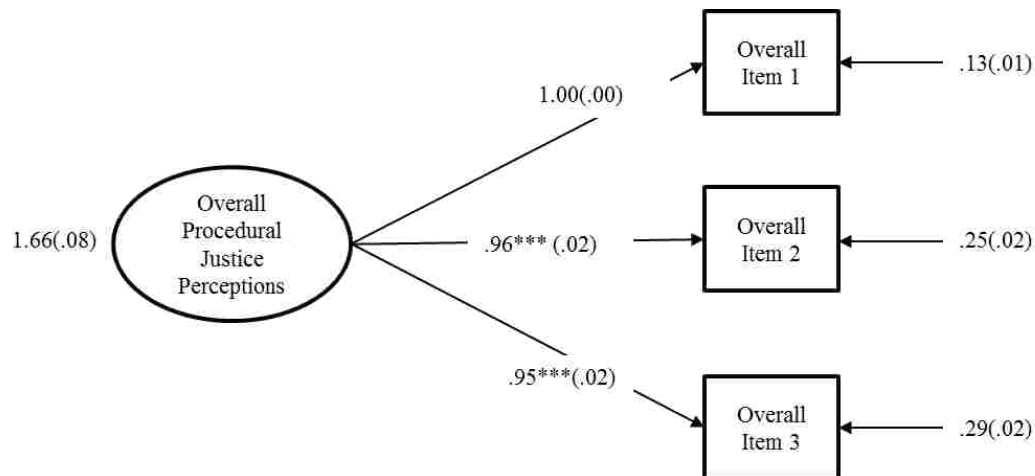 Overall
Item 1
.13(.01)
1.00(.00)
Overall
Procedural
Justice
Perceptions
1.66(.08)
.96*** (.02)
Overall
Item 2
.25(.02)
.95***(.02)
Overall
Item 3
.29(.02)